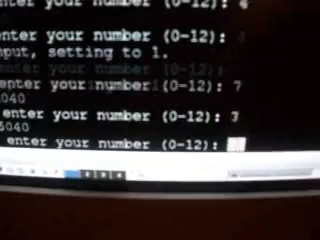 enter your number (0-12): 4
enter your number (0-12):
nput, setting to 1.
enter your number (0-12):
enter your number (0-12): 7
5040
enter your number (0-12): 7
5040
enter your number (0-12):